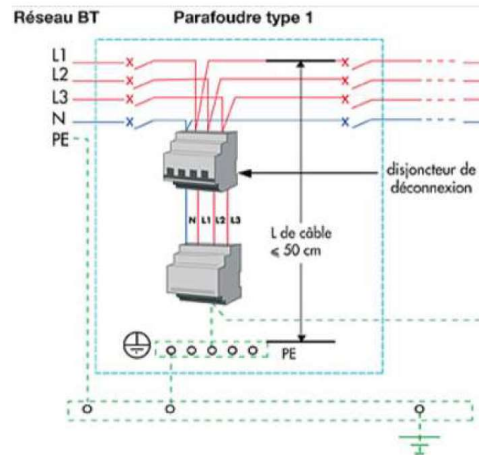 Réseau BT
Parafoudre type 1
L1
L2
L3
N
PE
disjoncteur de
déconnexion
N L1 L2 L3
L de câble
⩽ 50 cm
PE